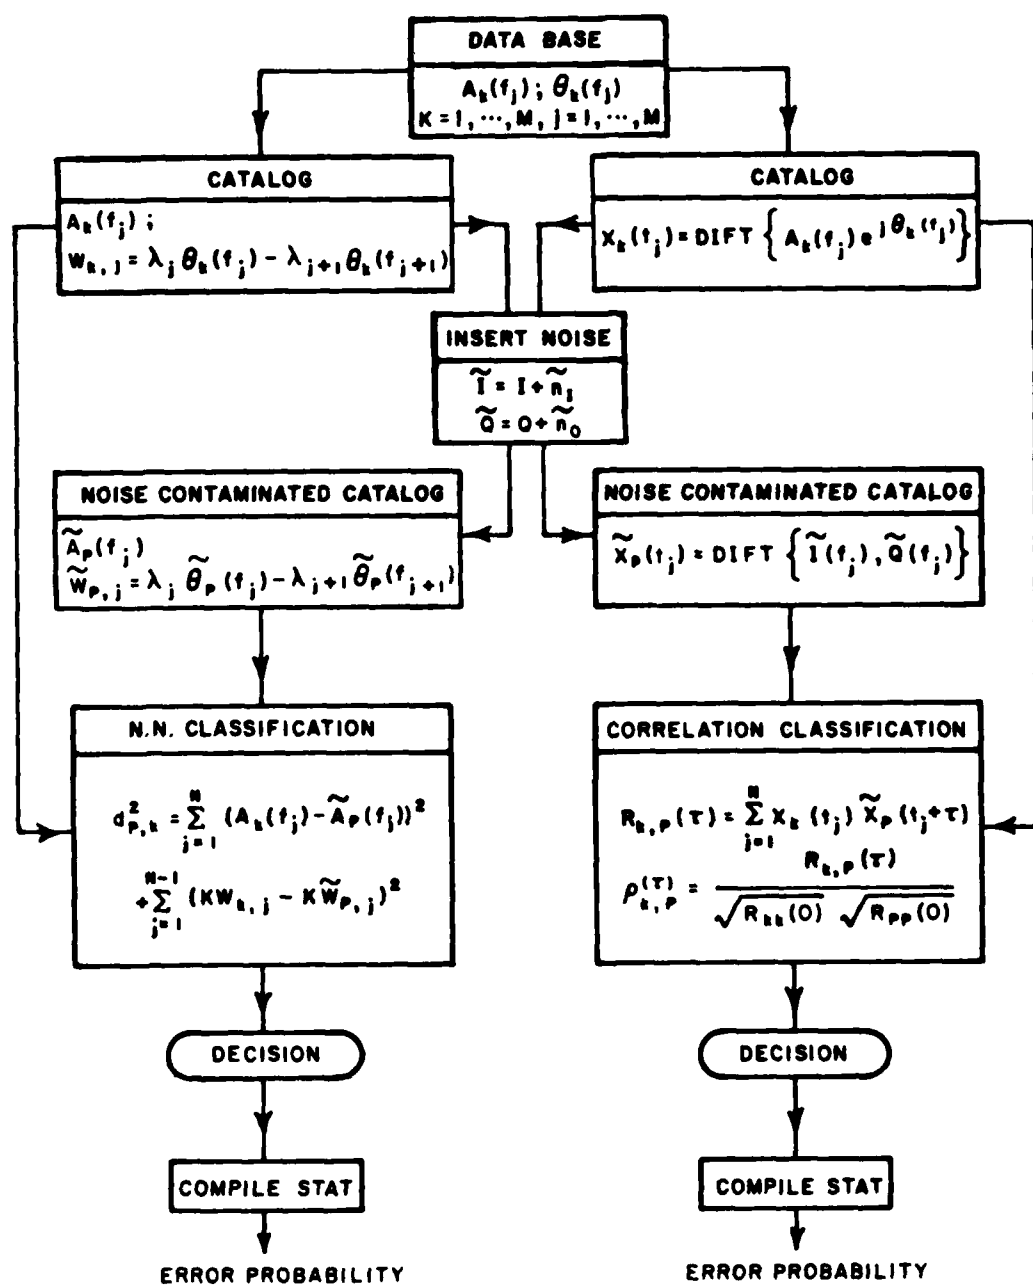 DATA BASE
A_k(f_j); θ_k(f_j)
K = 1, ⋯, M, j = 1, ⋯, M
CATALOG
A_k(f_j);
W_k,j = λ_j θ_k(f_j) - λ_j+1 θ_k(f_j+1)
CATALOG
X_k(t_j) = DIFT { A_k(f_j) e^jθ_k(f_j) }
INSERT NOISE
Ĩ = I + ñ_I
Q̃ = Q + ñ_Q
NOISE CONTAMINATED CATALOG
Ã_P(f_j)
W̃_P,j = λ_j θ̃_P(f_j) - λ_j+1 θ̃_P(f_j+1)
NOISE CONTAMINATED CATALOG
X̃_P(t_j) = DIFT { Ĩ(f_j), Q̃(f_j) }
N.N. CLASSIFICATION
d²_P,k = Σ_j=1^N (A_k(f_j) - Ã_P(f_j))²
+ Σ_j=1^N-1 (KW_k,j - KW̃_P,j)²
CORRELATION CLASSIFICATION
R_k,P(τ) = Σ_j=1^N X_k(t_j) X̃_P(t_j+τ)
ρ_k,P^(τ) = R_k,P(τ) / √R_kk(0) √R_PP(0)
DECISION
DECISION
COMPILE STAT
COMPILE STAT
ERROR PROBABILITY
ERROR PROBABILITY